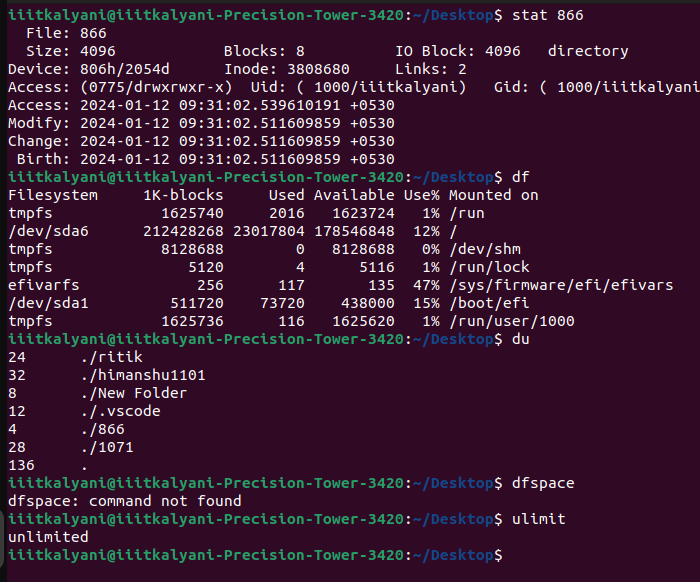 iiitkalyani@iiitkalyani-Precision-Tower-3420:~/Desktop$ stat 866
  File: 866
  Size: 4096            Blocks: 8          IO Block: 4096   directory
Device: 806h/2054d      Inode: 3808680     Links: 2
Access: (0775/drwxrwxr-x)  Uid: ( 1000/iiitkalyani)   Gid: ( 1000/iiitkalyani
Access: 2024-01-12 09:31:02.539610191 +0530
Modify: 2024-01-12 09:31:02.511609859 +0530
Change: 2024-01-12 09:31:02.511609859 +0530
 Birth: 2024-01-12 09:31:02.511609859 +0530
iiitkalyani@iiitkalyani-Precision-Tower-3420:~/Desktop$ df
Filesystem     1K-blocks     Used Available Use% Mounted on
tmpfs            1625740     2016   1623724   1% /run
/dev/sda6      212428268 23017804 178546848  12% /
tmpfs            8128688        0   8128688   0% /dev/shm
tmpfs               5120        4      5116   1% /run/lock
efivarfs             256      117       135  47% /sys/firmware/efi/efivars
/dev/sda1         511720    73720    438000  15% /boot/efi
tmpfs            1625736      116   1625620   1% /run/user/1000
iiitkalyani@iiitkalyani-Precision-Tower-3420:~/Desktop$ du
24      ./ritik
32      ./himanshu1101
8       ./New Folder
12      ./.vscode
4       ./866
28      ./1071
136     .
iiitkalyani@iiitkalyani-Precision-Tower-3420:~/Desktop$ dfspace
dfspace: command not found
iiitkalyani@iiitkalyani-Precision-Tower-3420:~/Desktop$ ulimit
unlimited
iiitkalyani@iiitkalyani-Precision-Tower-3420:~/Desktop$